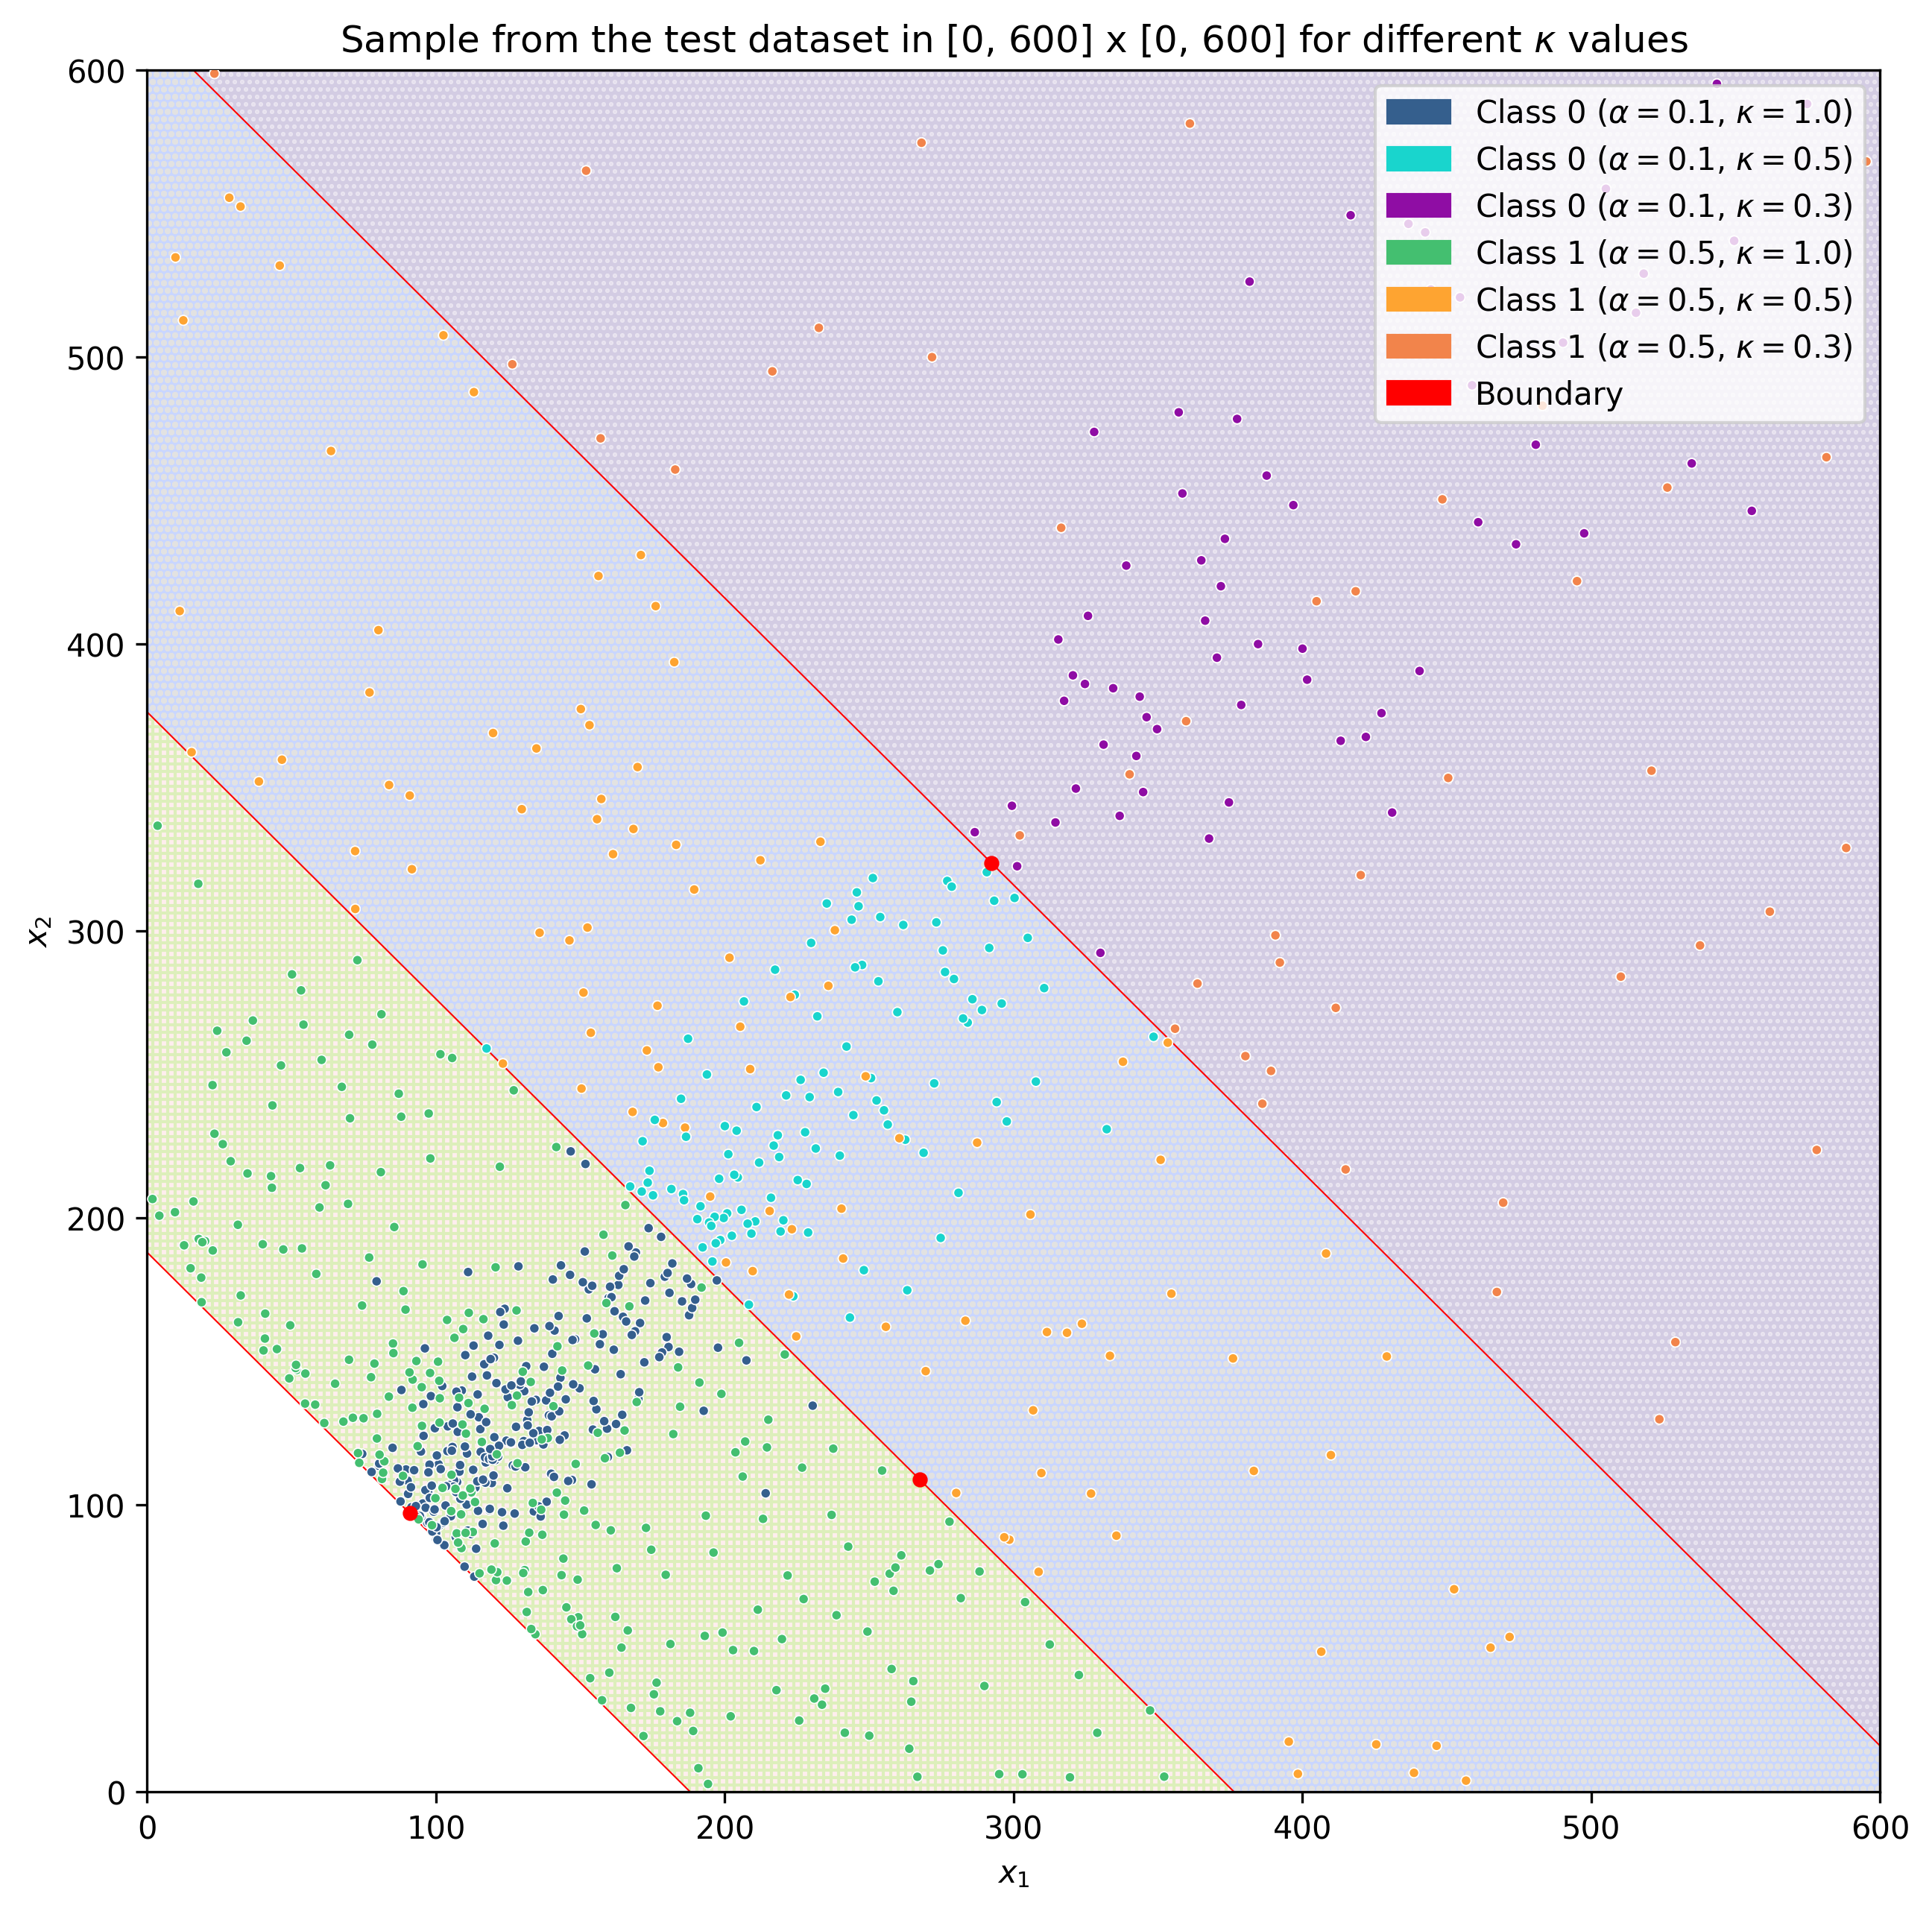 Sample from the test dataset in [0, 600] x [0, 600] for different κ values
600
500
400
300
200
100
0
x₂
Class 0 (α = 0.1, κ = 1.0)
Class 0 (α = 0.1, κ = 0.5)
Class 0 (α = 0.1, κ = 0.3)
Class 1 (α = 0.5, κ = 1.0)
Class 1 (α = 0.5, κ = 0.5)
Class 1 (α = 0.5, κ = 0.3)
Boundary
0 100 200 300 400 500 600
x₁